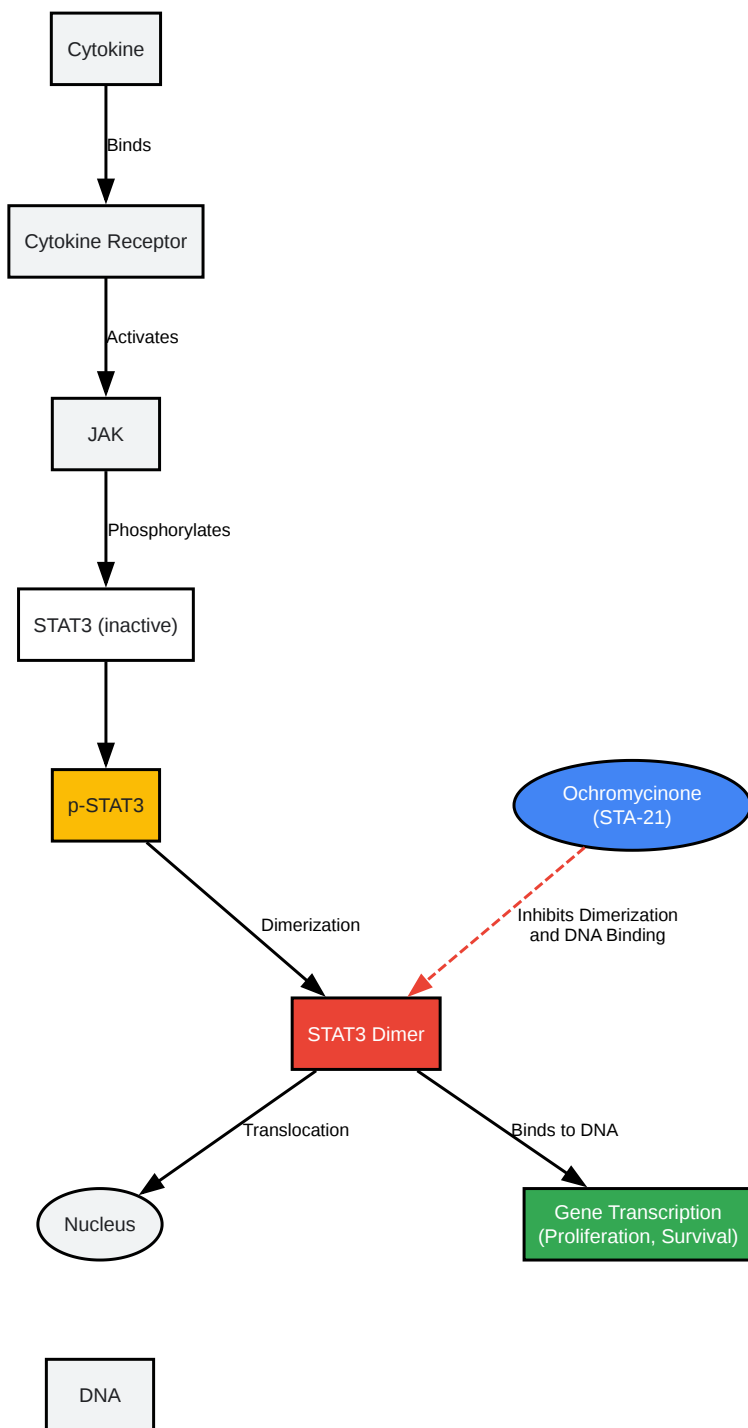 Cytokine
Binds
Cytokine Receptor
Activates
JAK
Phosphorylates
STAT3 (inactive)
p-STAT3
Ochromycinone
(STA-21)
Dimerization
Inhibits Dimerization
and DNA Binding
STAT3 Dimer
Translocation
Binds to DNA
Nucleus
Gene Transcription
(Proliferation, Survival)
DNA